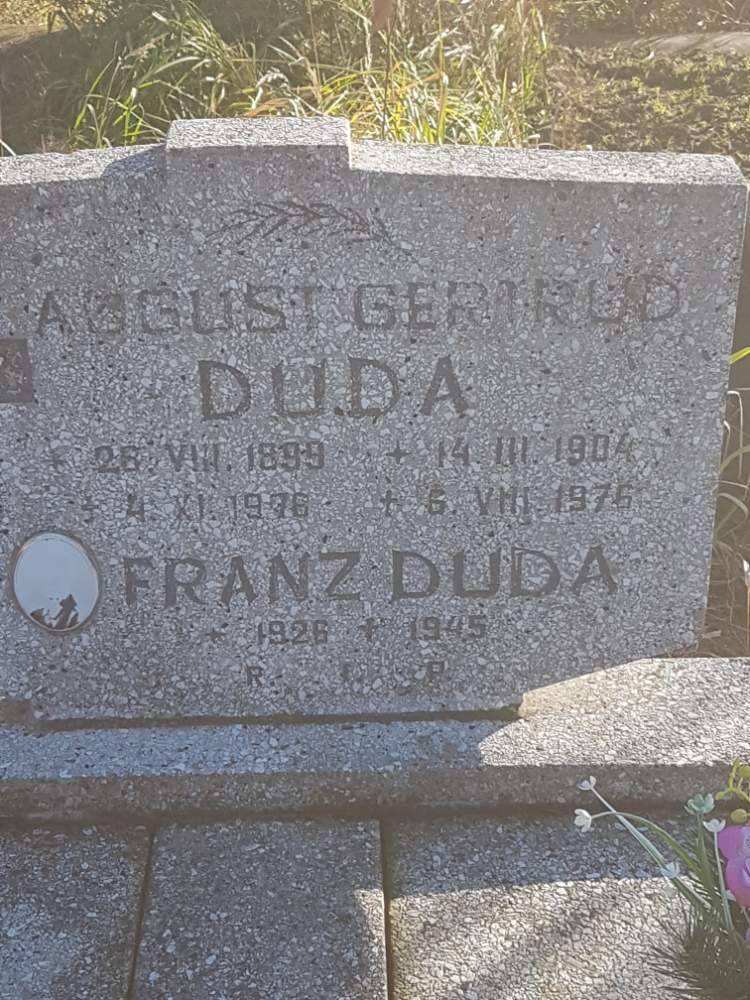 AUGUST GERTRUD
DUDA
+ 26. VIII. 1899 + 14. III. 1904
+ 4. XI. 1976 + 6. VIII. 1976
FRANZ DUDA
+ 1926 + 1945
R. I. P.